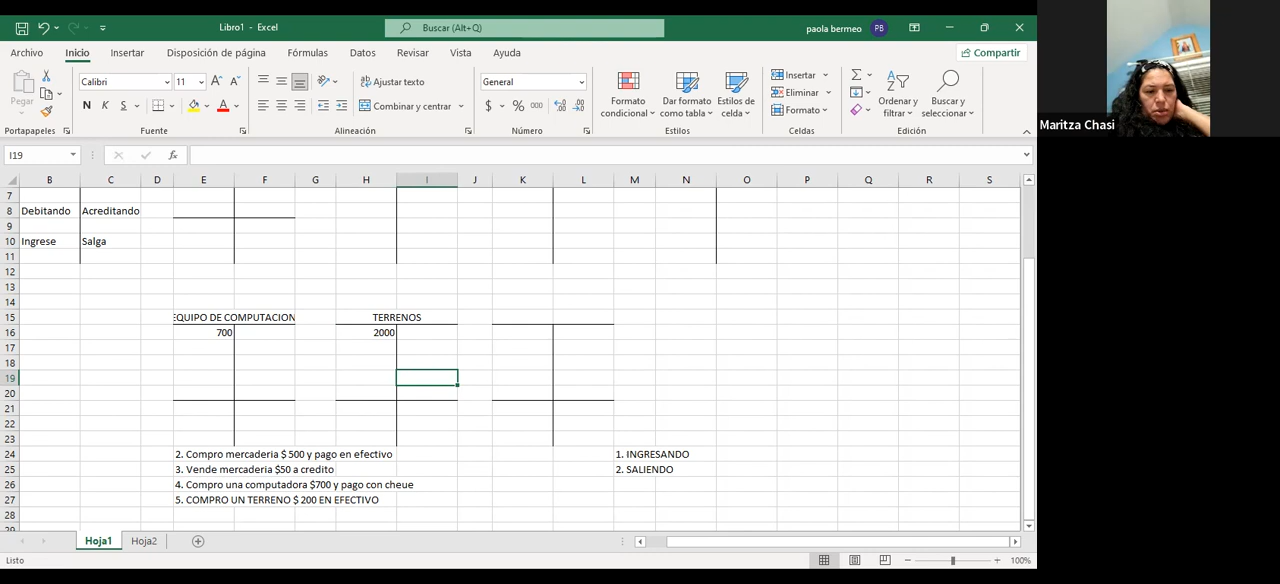 Libro1 - Excel
Buscar (Alt+Q)
paola bermeo
PB
Archivo Inicio Insertar Disposición de página Fórmulas Datos Revisar Vista Ayuda
Compartir
Pegar
Calibri 11
N K S
Ajustar texto
Combinar y centrar
General
$ % 000
Formato condicional
Dar formato como tabla
Estilos de celda
Insertar
Eliminar
Formato
Ordenar y filtrar
Buscar y seleccionar
Portapapeles Fuente Alineación Número Estilos Celdas Edición
Maritza Chasi
I19
fx
B C D E F G H I J K L M N O P Q R S
7
8 Debitando Acreditando
9
10 Ingrese Salga
11
12
13
14
15 EQUIPO DE COMPUTACION TERRENOS
16 700 2000
17
18
19
20
21
22
23
24 2. Compro mercaderia $ 500 y pago en efectivo 1. INGRESANDO
25 3. Vende mercaderia $50 a credito 2. SALIENDO
26 4. Compro una computadora $700 y pago con cheue
27 5. COMPRO UN TERRENO $ 200 EN EFECTIVO
28
29
Hoja1 Hoja2
Listo
100%